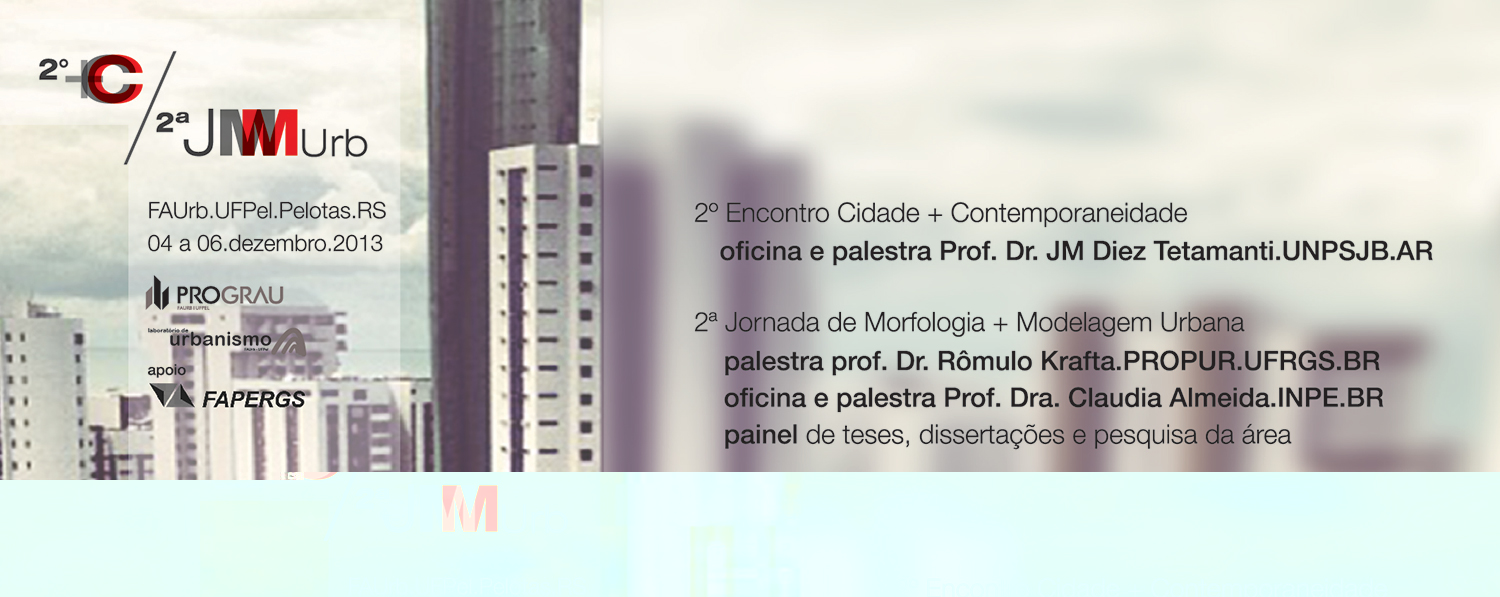 2º +C
2ª JMMUrb
FAUrb.UFPel.Pelotas.RS
04 a 06.dezembro.2013
PROGRAU
FAURB UFPEL
laboratório de
urbanismo
apoio
FAPERGS
2º Encontro Cidade + Contemporaneidade
oficina e palestra Prof. Dr. JM Diez Tetamanti.UNPSJB.AR
2ª Jornada de Morfologia + Modelagem Urbana
palestra prof. Dr. Rômulo Krafta.PROPUR.UFRGS.BR
oficina e palestra Prof. Dra. Claudia Almeida.INPE.BR
painel de teses, dissertações e pesquisa da área
M